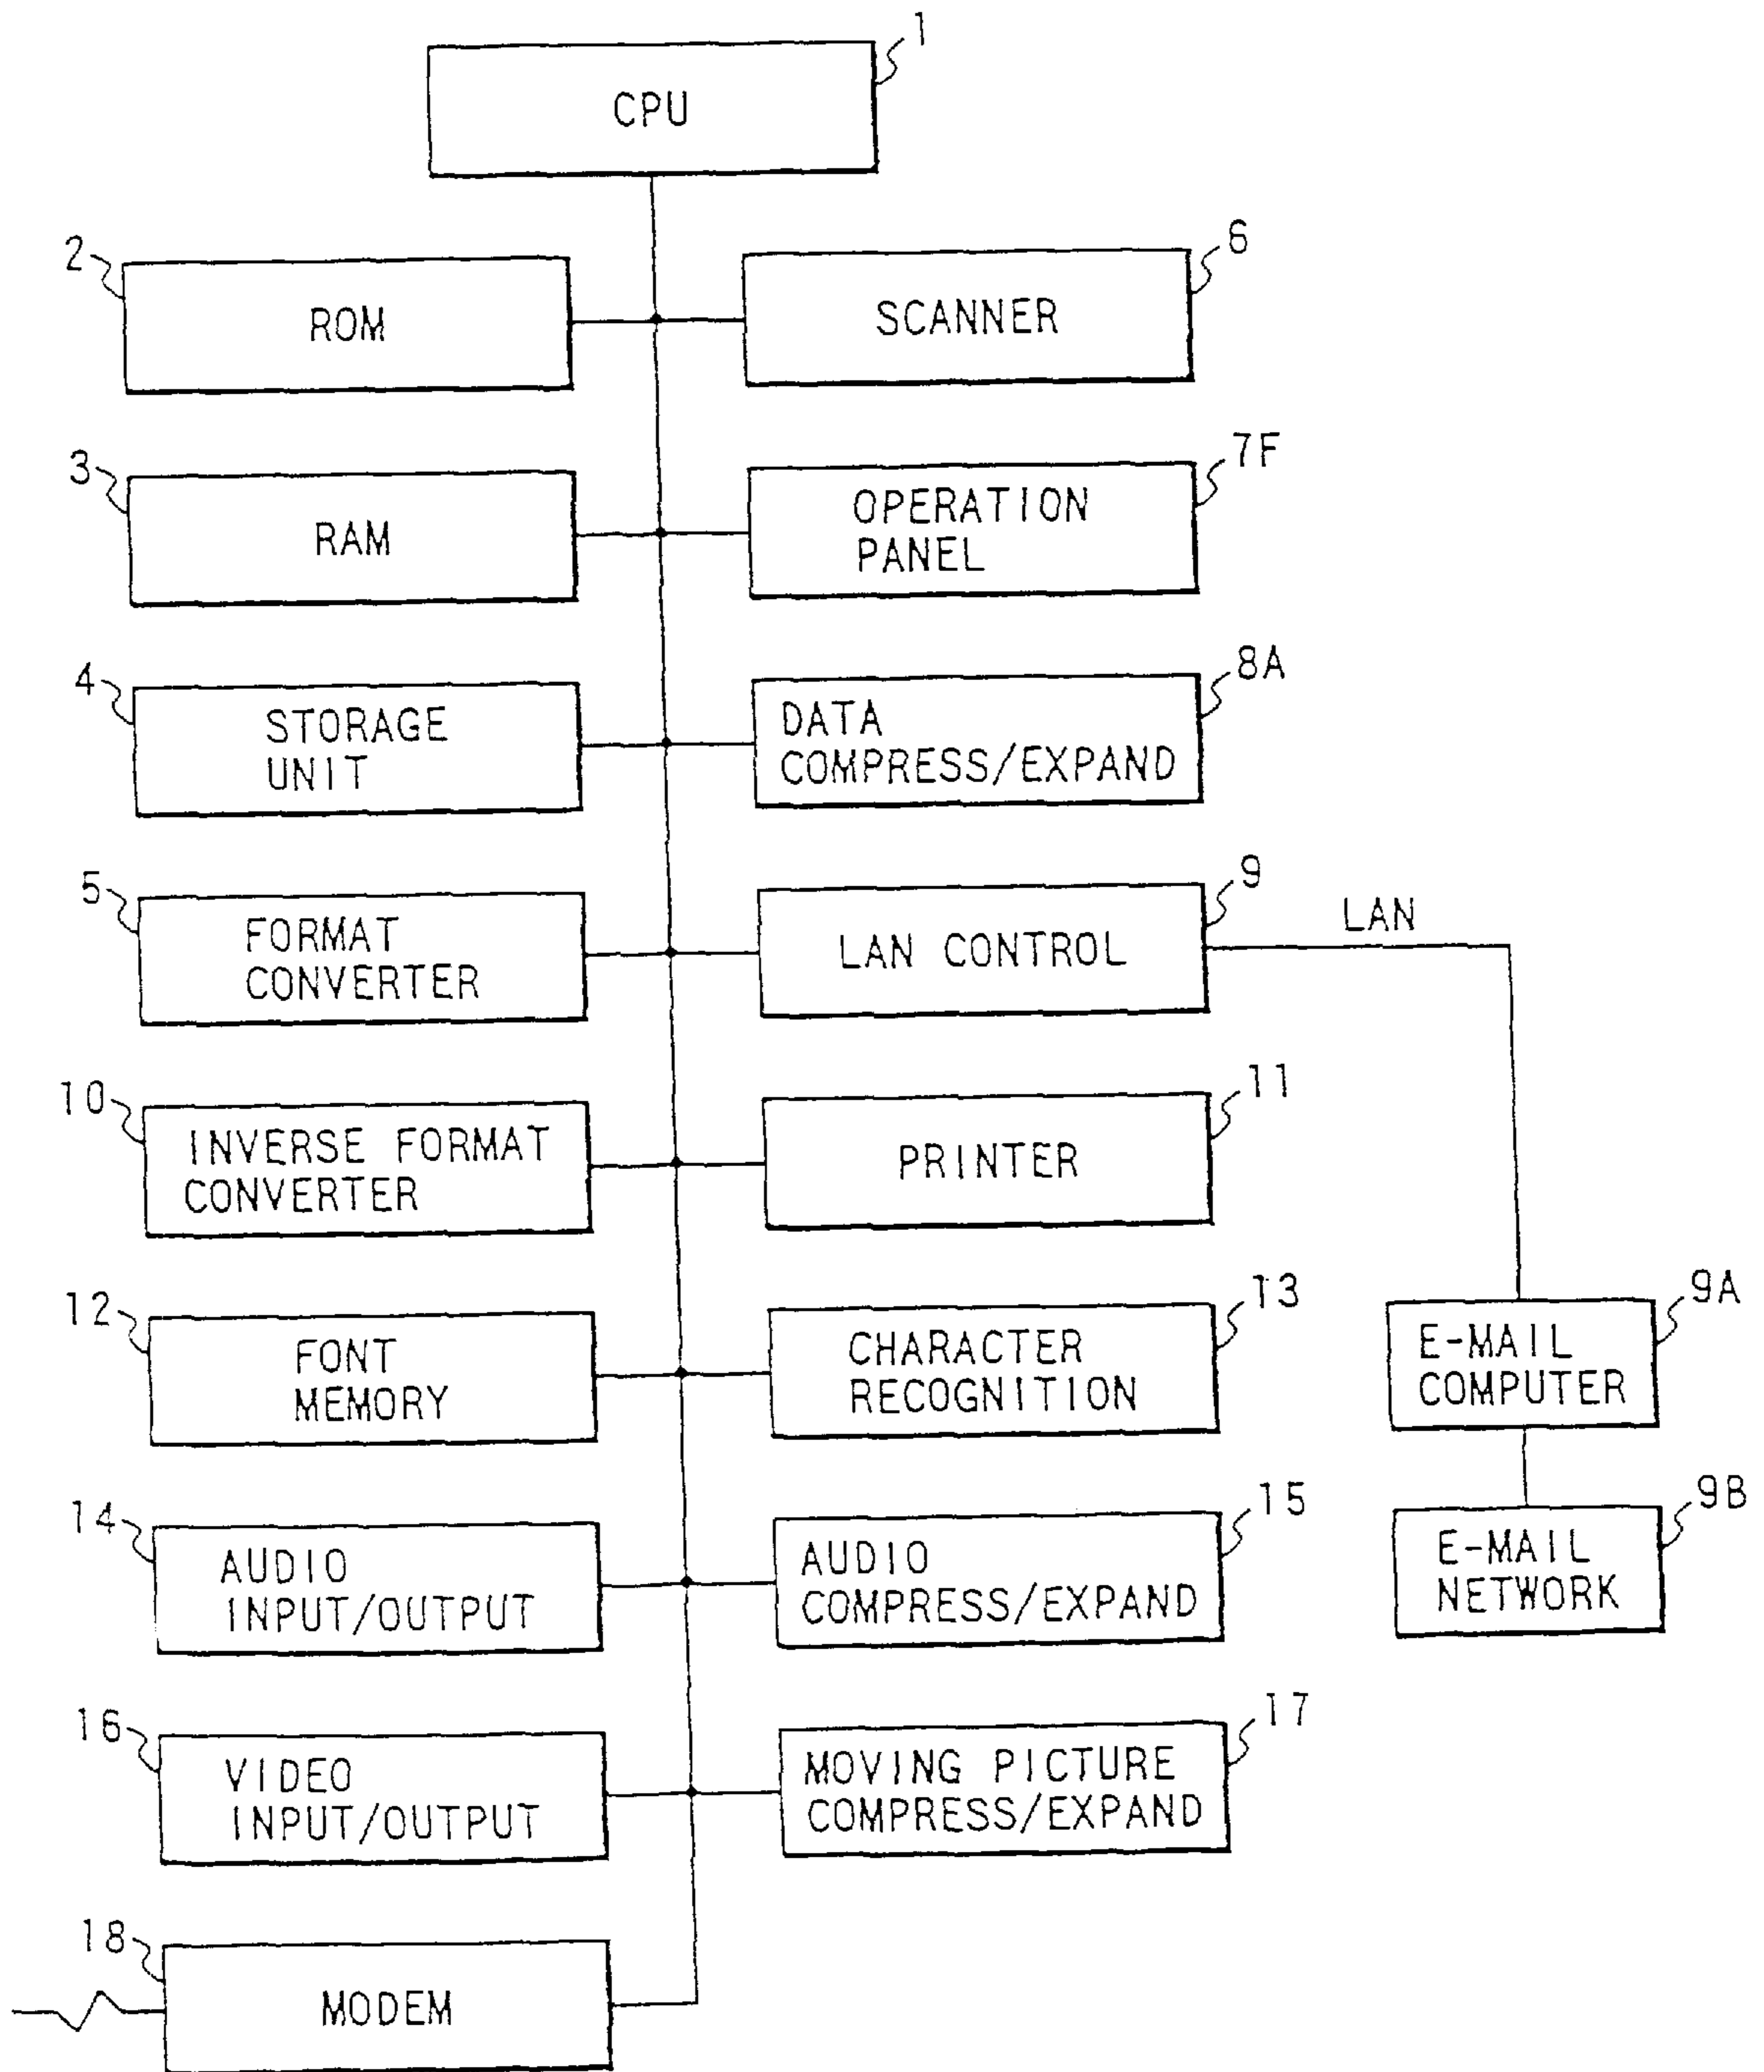 1
CPU
2
ROM
6
SCANNER
3
RAM
7F
OPERATION
PANEL
4
STORAGE
UNIT
8A
DATA
COMPRESS/EXPAND
5
FORMAT
CONVERTER
9
LAN CONTROL
LAN
10
INVERSE FORMAT
CONVERTER
11
PRINTER
12
FONT
MEMORY
13
CHARACTER
RECOGNITION
9A
E-MAIL
COMPUTER
14
AUDIO
INPUT/OUTPUT
15
AUDIO
COMPRESS/EXPAND
9B
E-MAIL
NETWORK
16
VIDEO
INPUT/OUTPUT
17
MOVING PICTURE
COMPRESS/EXPAND
18
MODEM